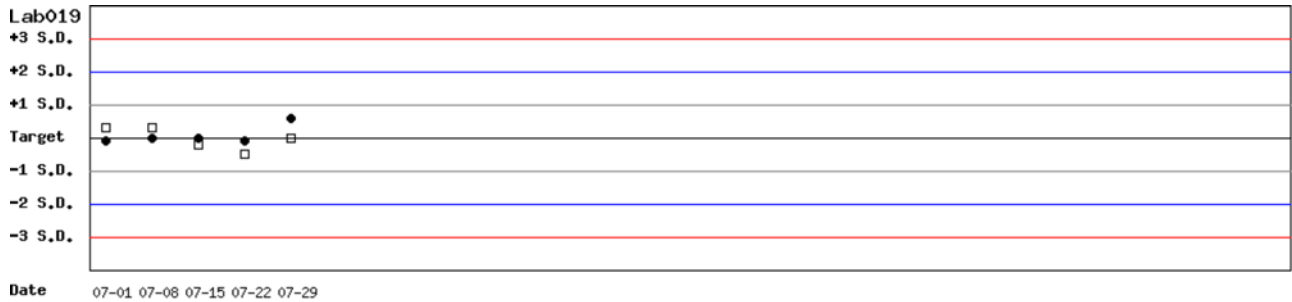 Lab019
+3 S.D.
+2 S.D.
+1 S.D.
Target
-1 S.D.
-2 S.D.
-3 S.D.
Date 07-01 07-08 07-15 07-22 07-29